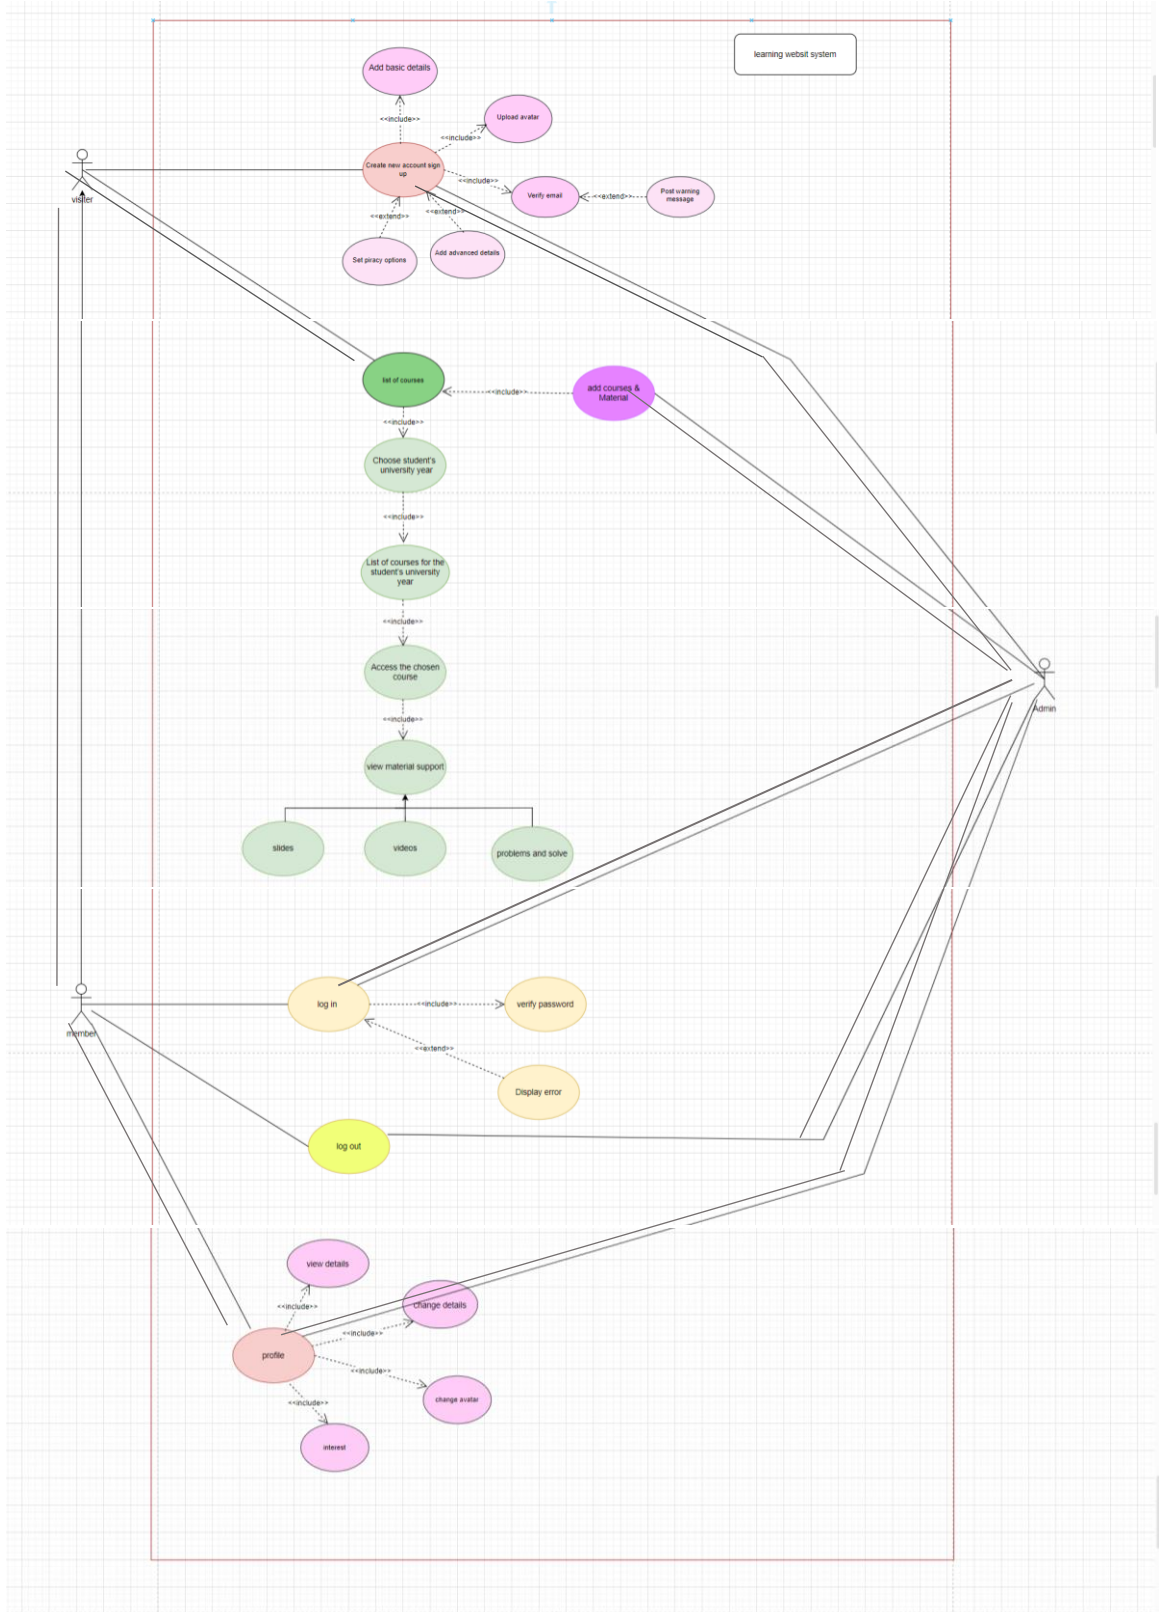 learning websit system
Add basic details
<<include>>
Upload avatar
<<include>>
Create new account sign
up
<<include>>
Verify email
<<extend>>
Post warning
message
visiter
<<extend>>
<<extend>>
Set piracy options
Add advanced details
list of courses
<<include>>
add courses &
Material
<<include>>
Choose student's
university year
<<include>>
List of courses for the
student's university
year
<<include>>
Access the chosen
course
Admin
<<include>>
view material support
slides
videos
problems and solve
log in
<<include>>
verify password
member
<<extend>>
Display error
log out
view details
<<include>>
change details
<<include>>
profile
<<include>>
change avatar
<<include>>
interest